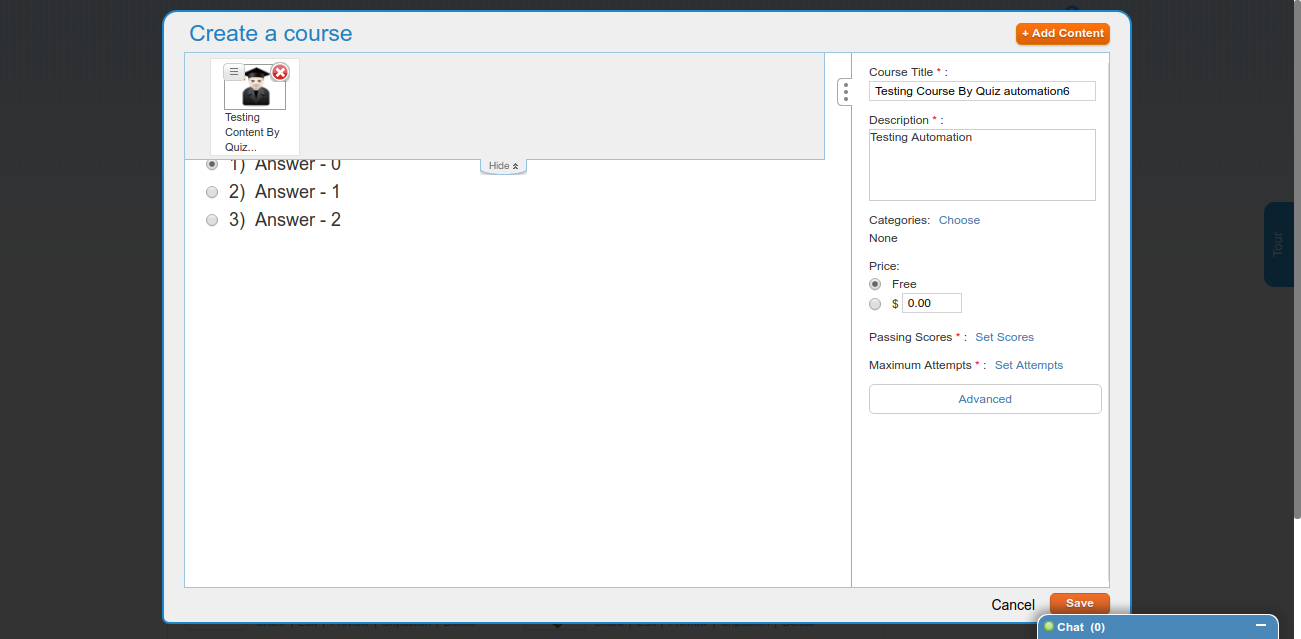 Create a course
+ Add Content
Testing
Content By
Quiz...
1) Answer - 0
2) Answer - 1
3) Answer - 2
Hide
Course Title * :
Testing Course By Quiz automation6
Description * :
Testing Automation
Categories: Choose
None
Price:
Free
$ 0.00
Passing Scores * : Set Scores
Maximum Attempts * : Set Attempts
Advanced
Tour
Cancel
Save
Chat (0)